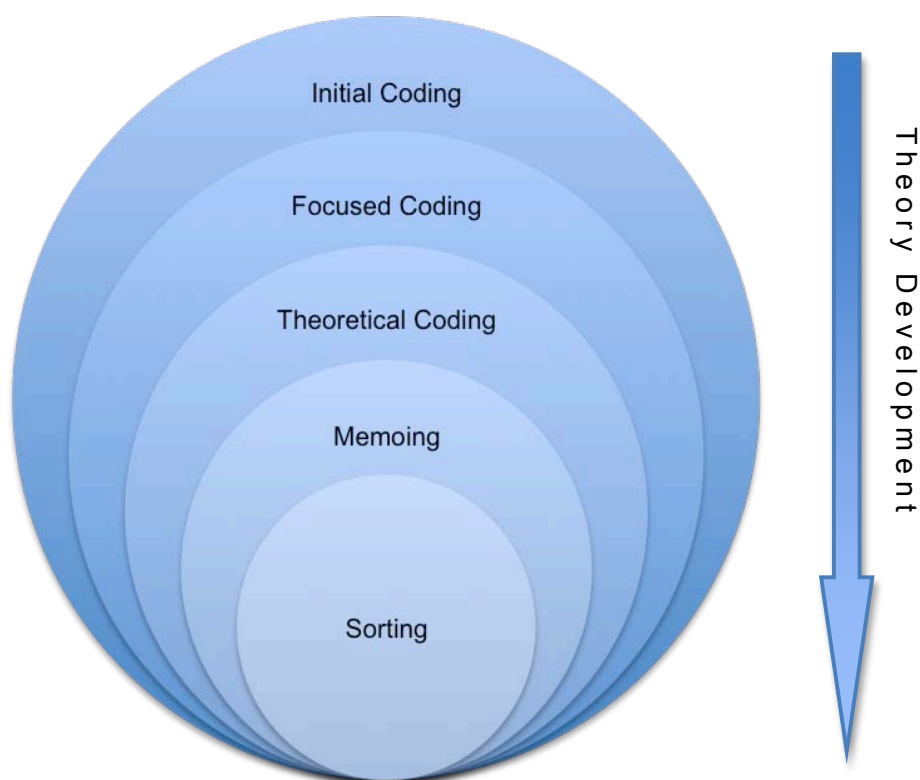 Initial Coding
Focused Coding
Theoretical Coding
Memoing
Sorting
Theory Development